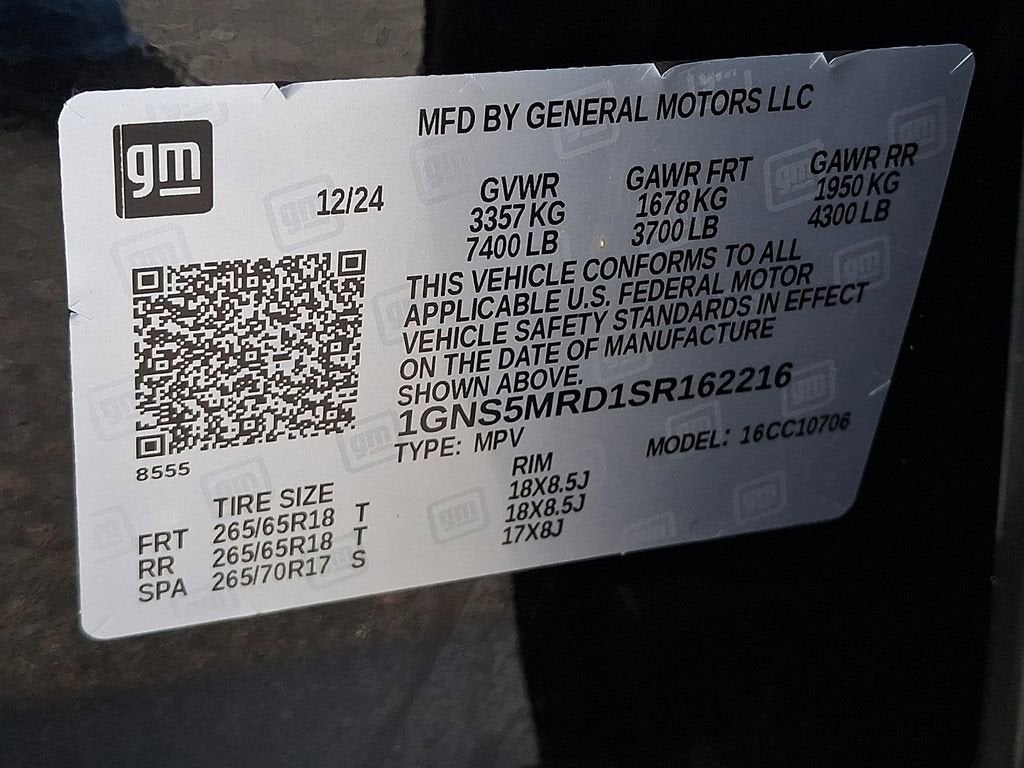 gm
MFD BY GENERAL MOTORS LLC
12/24
GVWR GAWR FRT GAWR RR
3357 KG 1678 KG 1950 KG
7400 LB 3700 LB 4300 LB
THIS VEHICLE CONFORMS TO ALL
APPLICABLE U.S. FEDERAL MOTOR
VEHICLE SAFETY STANDARDS IN EFFECT
ON THE DATE OF MANUFACTURE
SHOWN ABOVE.
1GNS5MRD1SR162216
TYPE: MPV MODEL: 16CC10706
8555
TIRE SIZE RIM
FRT 265/65R18 T 18X8.5J
RR 265/65R18 T 18X8.5J
SPA 265/70R17 S 17X8J